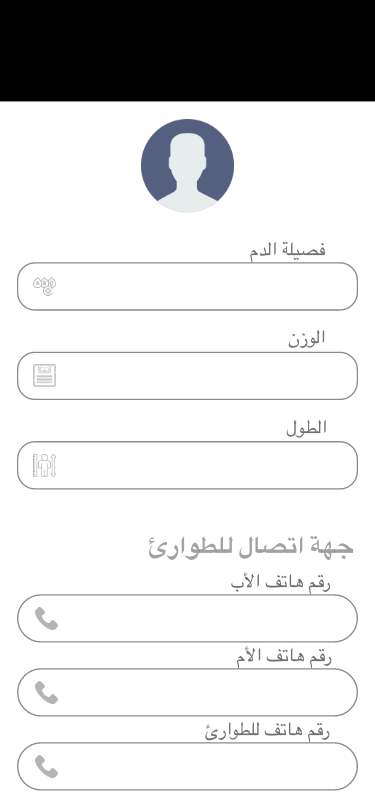 فصيلة الدم
الوزن
الطول
جهة اتصال للطوارئ
رقم هاتف الأب
رقم هاتف الأم
رقم هاتف للطوارئ